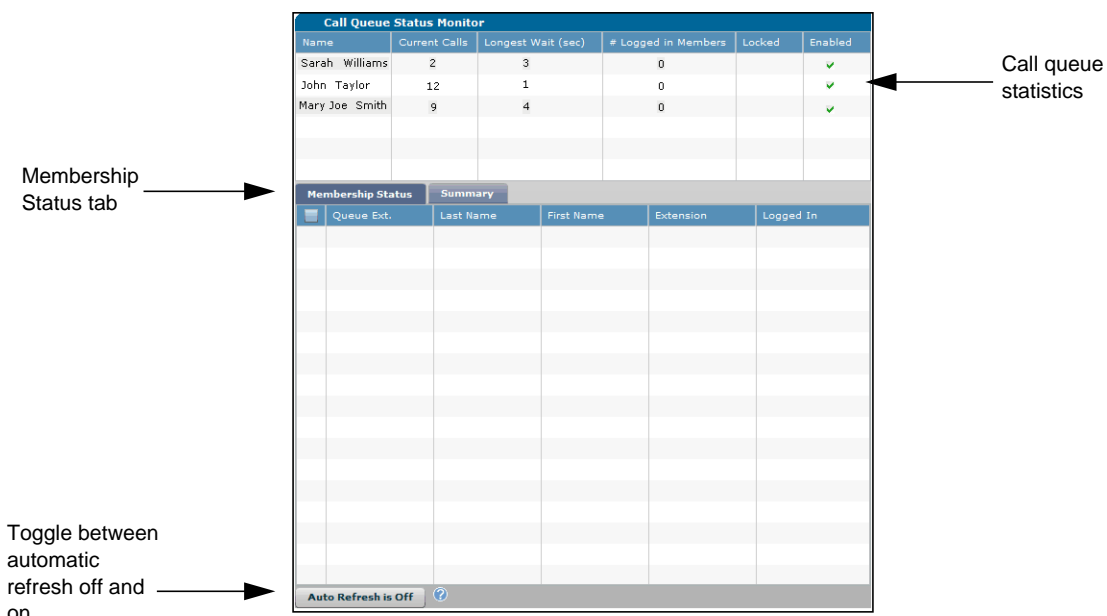 Call Queue Status Monitor
Name Current Calls Longest Wait (sec) # Logged in Members Locked Enabled
Sarah Williams 2 3 0
John Taylor 12 1 0
Mary Joe Smith 9 4 0
Call queue
statistics
Membership
Status tab
Membership Status Summary
Queue Ext. Last Name First Name Extension Logged In
Toggle between
automatic
refresh off and
on
Auto Refresh is Off ?